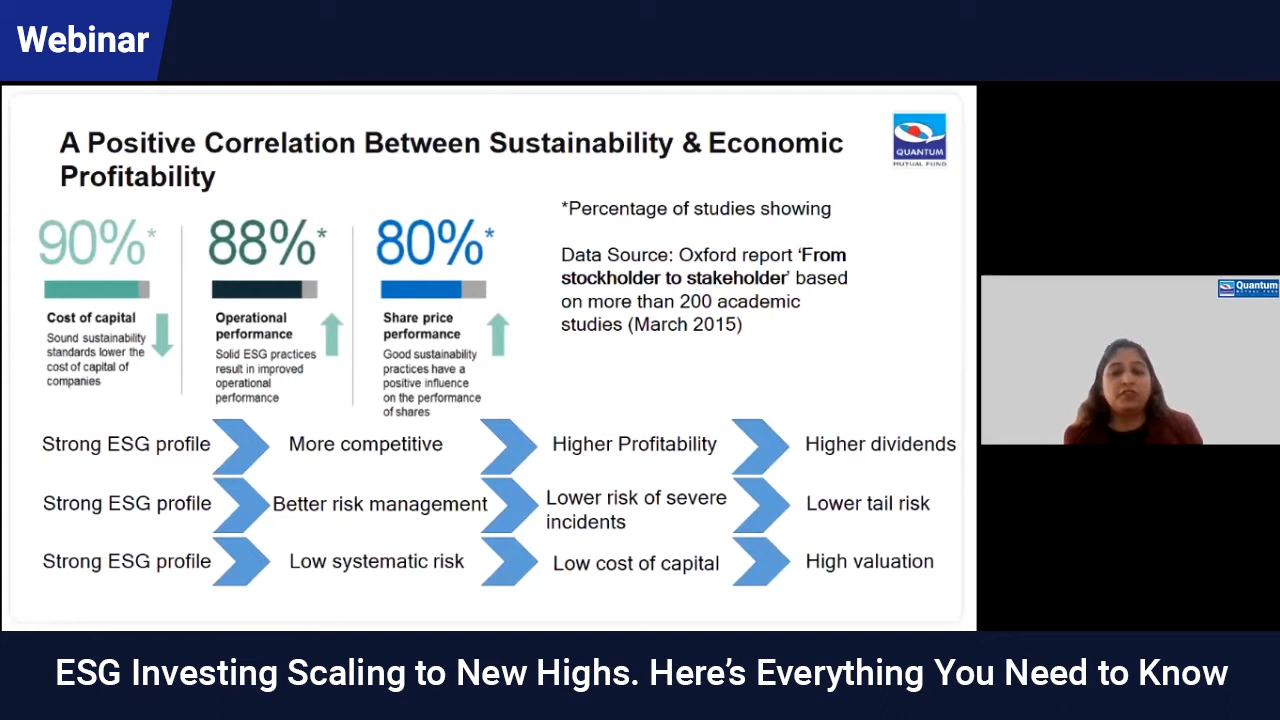 Webinar
A Positive Correlation Between Sustainability & Economic
Profitability
QUANTUM
MUTUAL FUND
90%*
Cost of capital
Sound sustainability
standards lower the
cost of capital of
companies
88%*
Operational
performance
Solid ESG practices
result in improved
operational
performance
80%*
Share price
performance
Good sustainability
practices have a
positive influence
on the performance
of shares
*Percentage of studies showing
Data Source: Oxford report ‘From
stockholder to stakeholder’ based
on more than 200 academic
studies (March 2015)
Strong ESG profile More competitive Higher Profitability Higher dividends
Strong ESG profile Better risk management Lower risk of severe
incidents Lower tail risk
Strong ESG profile Low systematic risk Low cost of capital High valuation
Quantum
MUTUAL FUND
ESG Investing Scaling to New Highs. Here’s Everything You Need to Know